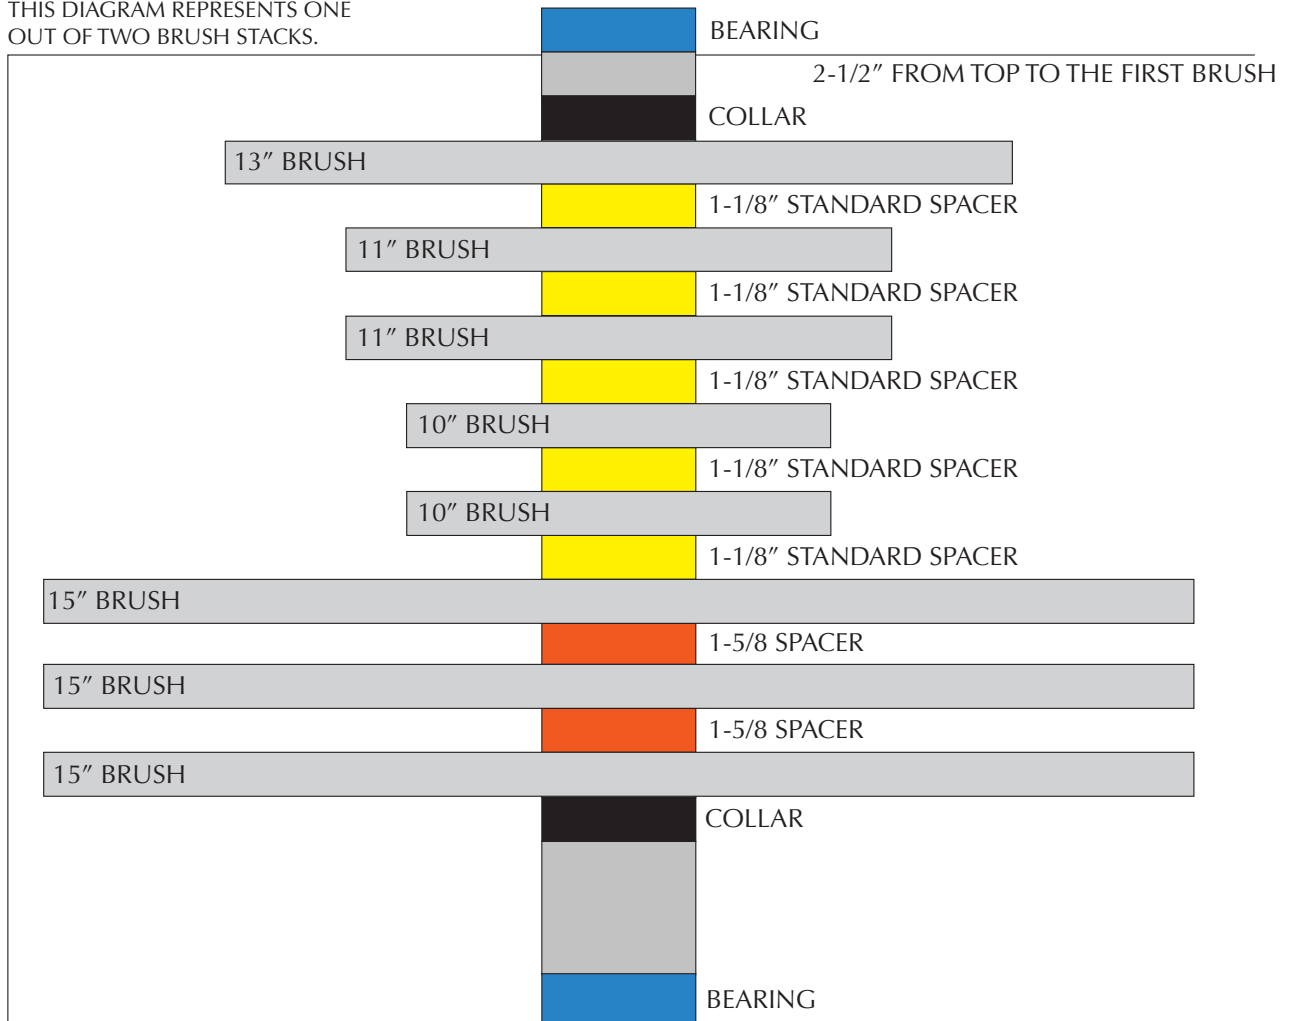 THIS DIAGRAM REPRESENTS ONE
OUT OF TWO BRUSH STACKS.
BEARING
2-1/2" FROM TOP TO THE FIRST BRUSH
COLLAR
13" BRUSH
1-1/8" STANDARD SPACER
11" BRUSH
1-1/8" STANDARD SPACER
11" BRUSH
1-1/8" STANDARD SPACER
10" BRUSH
1-1/8" STANDARD SPACER
10" BRUSH
1-1/8" STANDARD SPACER
15" BRUSH
1-5/8 SPACER
15" BRUSH
1-5/8 SPACER
15" BRUSH
COLLAR
BEARING